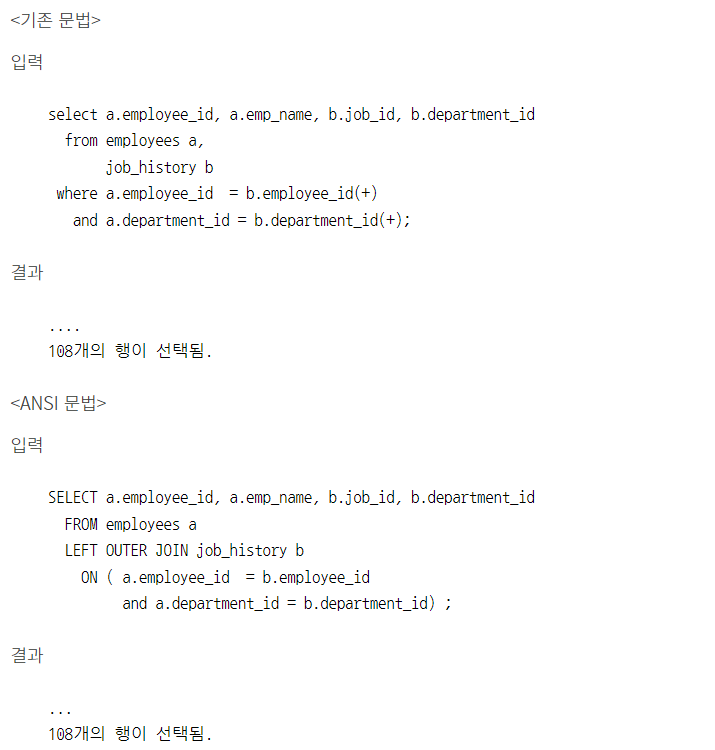 <기존 문법>
입력
select a.employee_id, a.emp_name, b.job_id, b.department_id
from employees a,
job_history b
where a.employee_id  = b.employee_id(+)
and a.department_id = b.department_id(+);
결과
....
108개의 행이 선택됨.
<ANSI 문법>
입력
SELECT a.employee_id, a.emp_name, b.job_id, b.department_id
FROM employees a
LEFT OUTER JOIN job_history b
ON ( a.employee_id  = b.employee_id
and a.department_id = b.department_id) ;
결과
...
108개의 행이 선택됨.